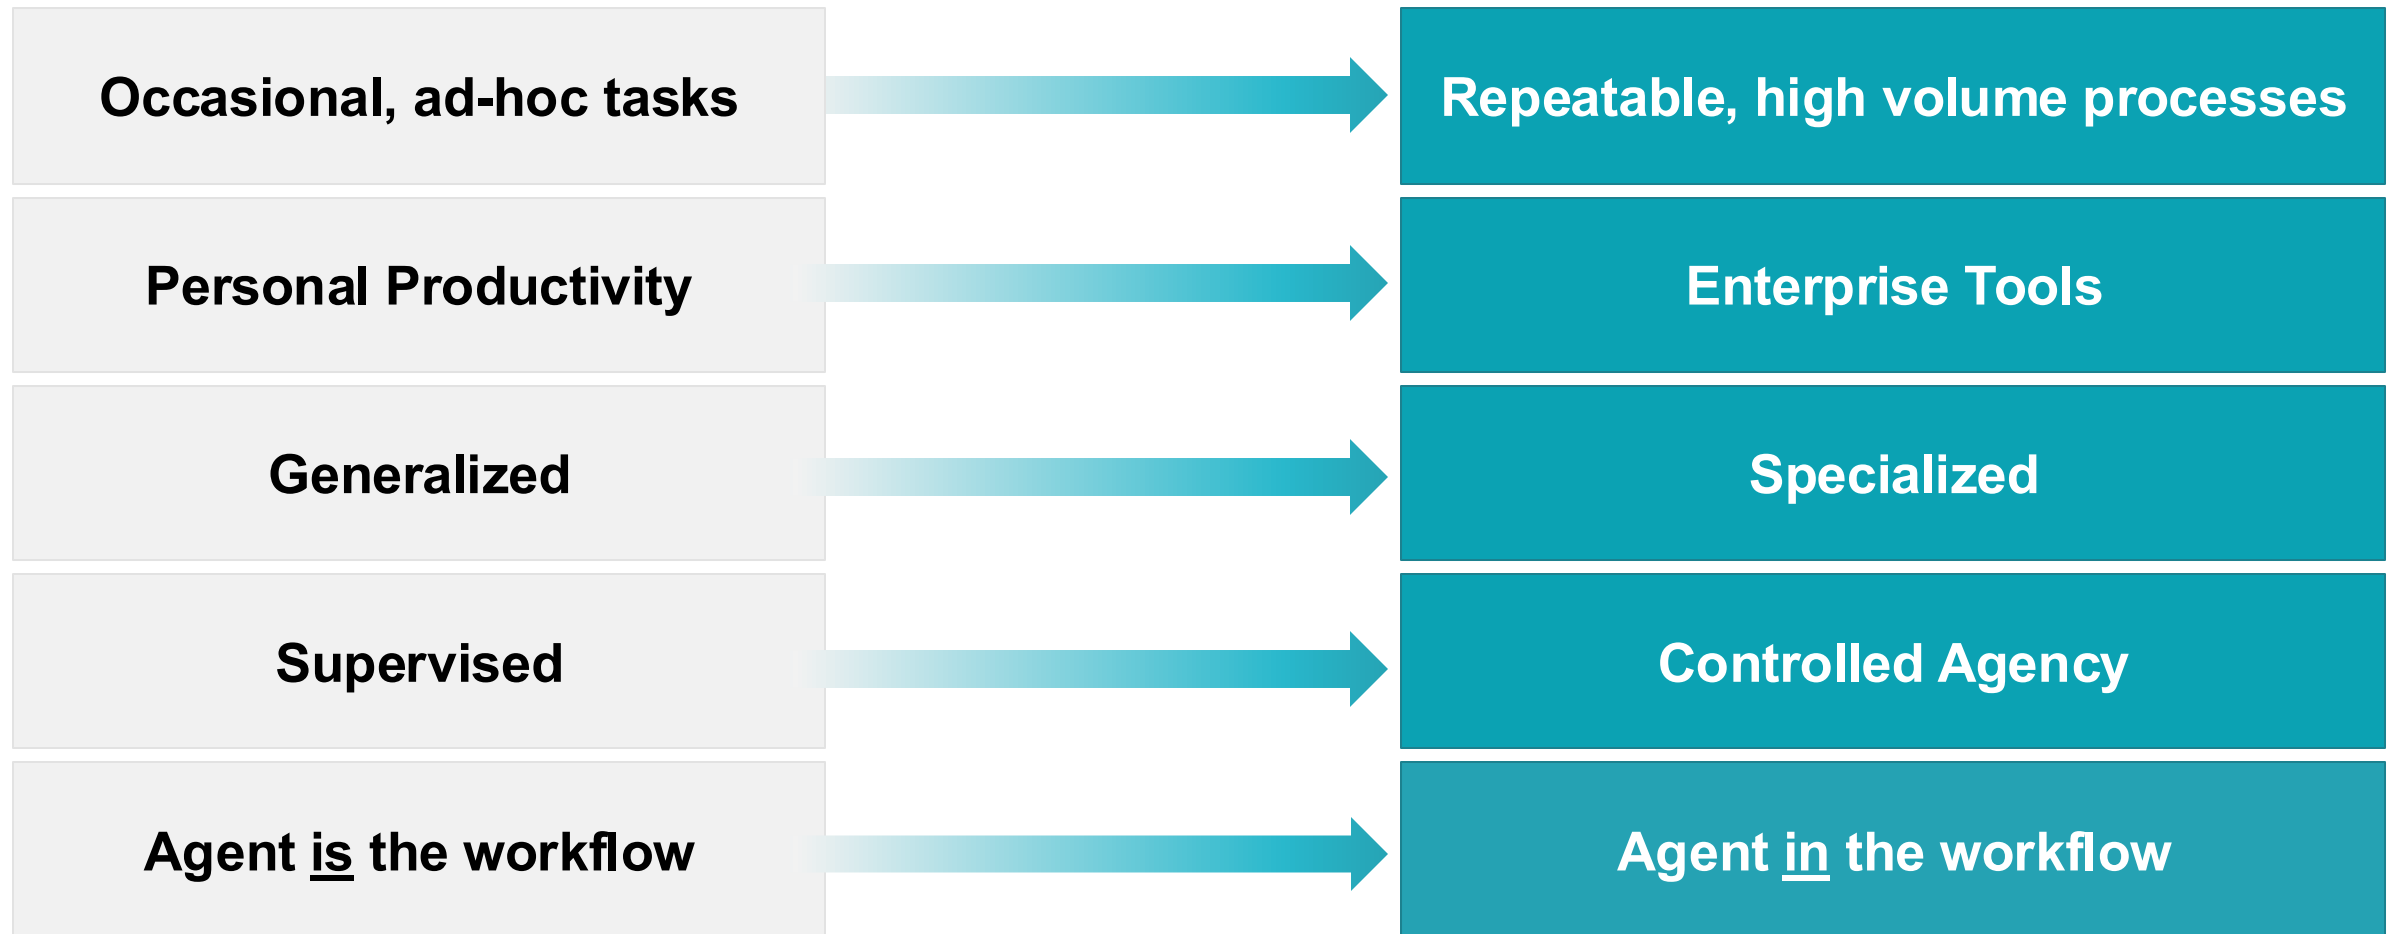 Occasional, ad-hoc tasks
Repeatable, high volume processes
Personal Productivity
Enterprise Tools
Generalized
Specialized
Supervised
Controlled Agency
Agent is the workflow
Agent in the workflow